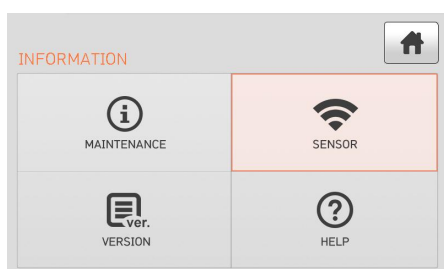 INFORMATION
MAINTENANCE
SENSOR
ver.
VERSION
HELP